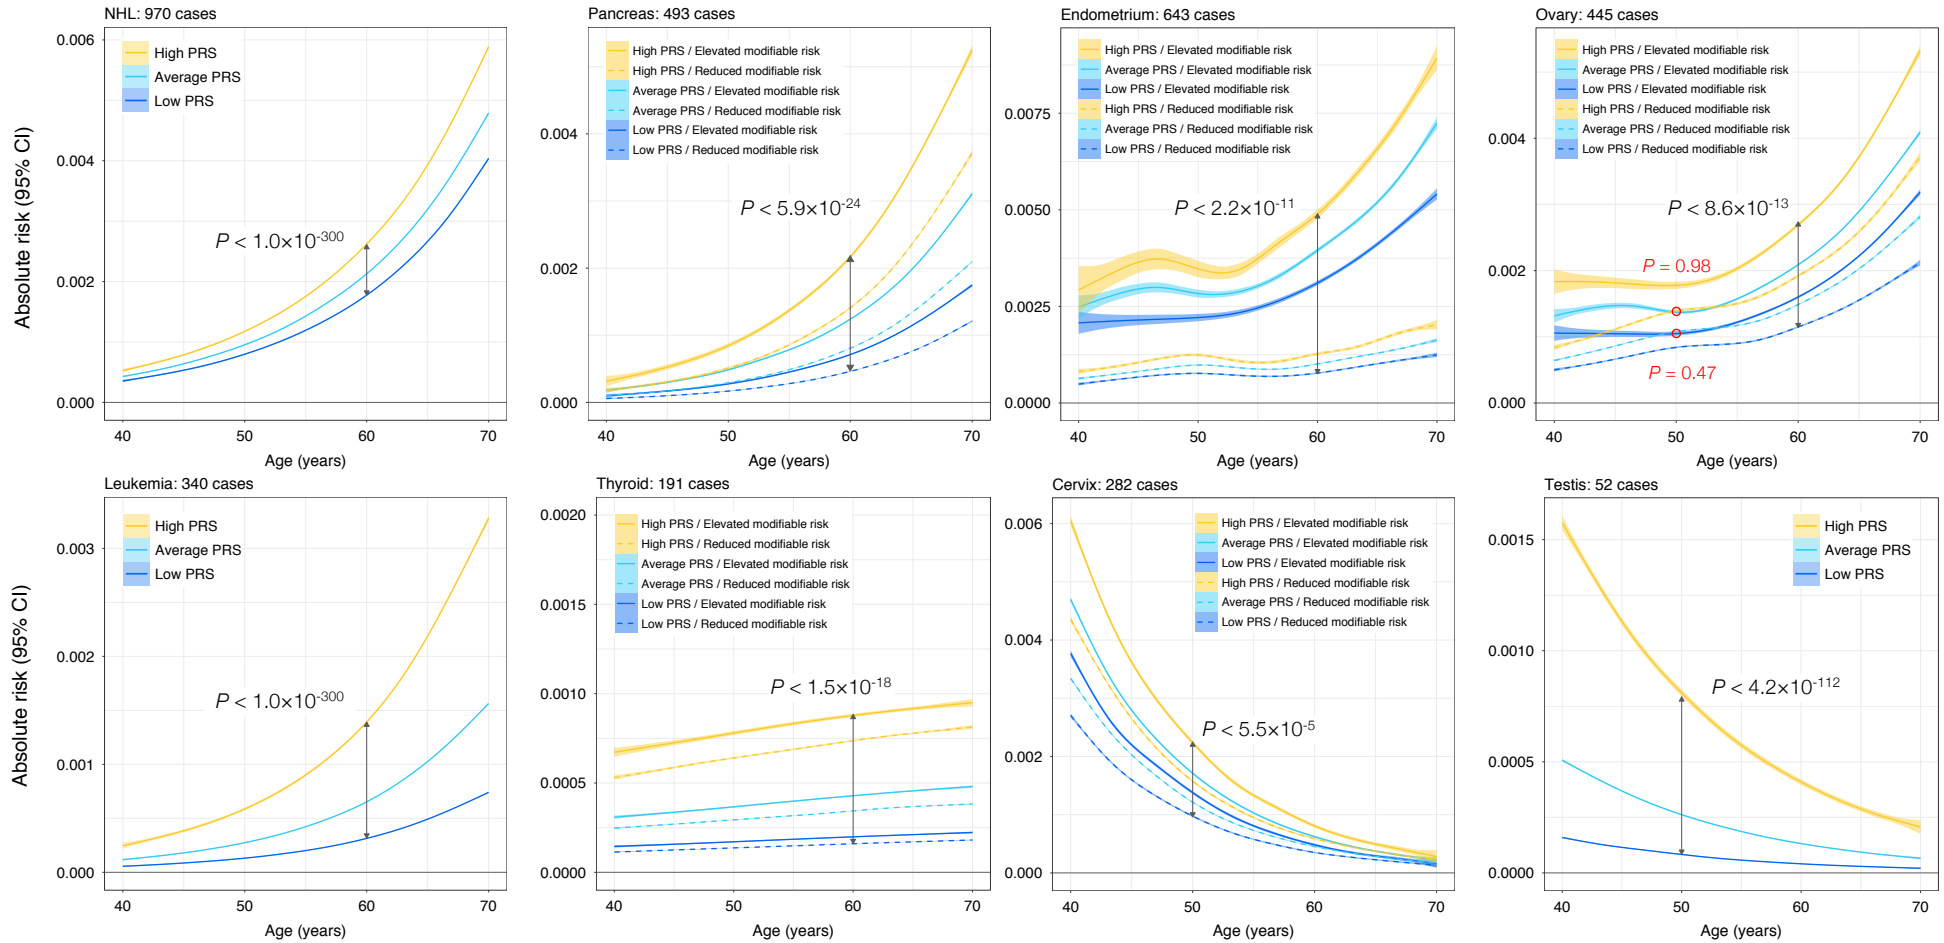 NHL: 970 cases
Absolute risk (95% CI)
0.006
0.004
0.002
0.000
High PRS
Average PRS
Low PRS
P < 1.0×10-300
40 50 60 70
Age (years)
Pancreas: 493 cases
0.004
0.002
0.000
High PRS / Elevated modifiable risk
High PRS / Reduced modifiable risk
Average PRS / Elevated modifiable risk
Average PRS / Reduced modifiable risk
Low PRS / Elevated modifiable risk
Low PRS / Reduced modifiable risk
P < 5.9×10-24
40 50 60 70
Age (years)
Endometrium: 643 cases
0.0075
0.0050
0.0025
0.0000
High PRS / Elevated modifiable risk
Average PRS / Elevated modifiable risk
Low PRS / Elevated modifiable risk
High PRS / Reduced modifiable risk
Average PRS / Reduced modifiable risk
Low PRS / Reduced modifiable risk
P < 2.2×10-11
40 50 60 70
Age (years)
Ovary: 445 cases
0.004
0.002
0.000
High PRS / Elevated modifiable risk
Average PRS / Elevated modifiable risk
Low PRS / Elevated modifiable risk
High PRS / Reduced modifiable risk
Average PRS / Reduced modifiable risk
Low PRS / Reduced modifiable risk
P < 8.6×10-13
P = 0.98
P = 0.47
40 50 60 70
Age (years)
Leukemia: 340 cases
Absolute risk (95% CI)
0.003
0.002
0.001
0.000
High PRS
Average PRS
Low PRS
P < 1.0×10-300
40 50 60 70
Age (years)
Thyroid: 191 cases
0.0020
0.0015
0.0010
0.0005
0.0000
High PRS / Elevated modifiable risk
High PRS / Reduced modifiable risk
Average PRS / Elevated modifiable risk
Average PRS / Reduced modifiable risk
Low PRS / Elevated modifiable risk
Low PRS / Reduced modifiable risk
P < 1.5×10-18
40 50 60 70
Age (years)
Cervix: 282 cases
0.006
0.004
0.002
0.000
High PRS / Elevated modifiable risk
Average PRS / Elevated modifiable risk
Low PRS / Elevated modifiable risk
High PRS / Reduced modifiable risk
Average PRS / Reduced modifiable risk
Low PRS / Reduced modifiable risk
P < 5.5×10-5
40 50 60 70
Age (years)
Testis: 52 cases
0.0015
0.0010
0.0005
0.0000
High PRS
Average PRS
Low PRS
P < 4.2×10-112
40 50 60 70
Age (years)